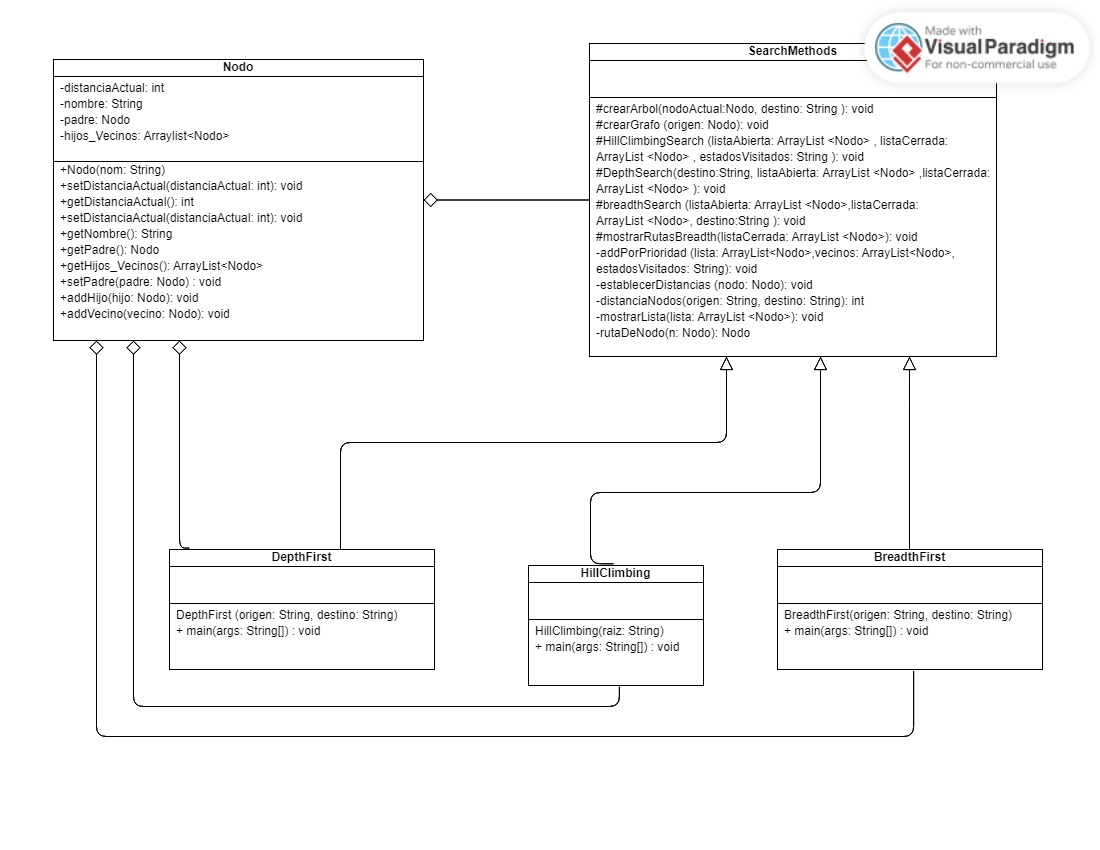 Made with
Visual Paradigm
For non-commercial use
Nodo
-distanciaActual: int
-nombre: String
-padre: Nodo
-hijos_Vecinos: Arraylist<Nodo>
+Nodo(nom: String)
+setDistanciaActual(distanciaActual: int): void
+getDistanciaActual(): int
+setDistanciaActual(distanciaActual: int): void
+getNombre(): String
+getPadre(): Nodo
+getHijos_Vecinos(): ArrayList<Nodo>
+setPadre(padre: Nodo) : void
+addHijo(hijo: Nodo): void
+addVecino(vecino: Nodo): void
SearchMethods
#crearArbol(nodoActual:Nodo, destino: String ): void
#crearGrafo (origen: Nodo): void
#HillClimbingSearch (listaAbierta: ArrayList <Nodo> , listaCerrada:
ArrayList <Nodo> , estadosVisitados: String ): void
#DepthSearch(destino:String, listaAbierta: ArrayList <Nodo> ,listaCerrada:
ArrayList <Nodo> ): void
#breadthSearch (listaAbierta: ArrayList <Nodo>,listaCerrada:
ArrayList <Nodo>, destino:String ): void
#mostrarRutasBreadth(listaCerrada: ArrayList <Nodo>): void
-addPorPrioridad (lista: ArrayList<Nodo>,vecinos: ArrayList<Nodo>,
estadosVisitados: String): void
-establecerDistancias (nodo: Nodo): void
-distanciaNodos(origen: String, destino: String): int
-mostrarLista(lista: ArrayList <Nodo>): void
-rutaDeNodo(n: Nodo): Nodo
DepthFirst
DepthFirst (origen: String, destino: String)
+ main(args: String[]) : void
HillClimbing
HillClimbing(raiz: String)
+ main(args: String[]) : void
BreadthFirst
BreadthFirst(origen: String, destino: String)
+ main(args: String[]) : void